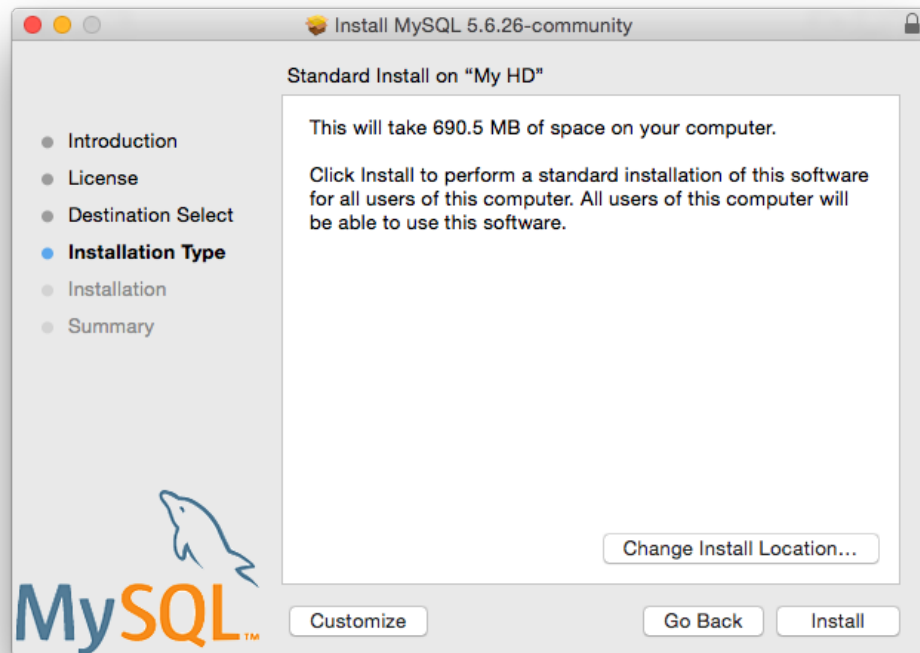 Install MySQL 5.6.26-community
Standard Install on “My HD”
Introduction
License
Destination Select
Installation Type
Installation
Summary
This will take 690.5 MB of space on your computer.
Click Install to perform a standard installation of this software
for all users of this computer. All users of this computer will
be able to use this software.
Change Install Location...
MySQL™
Customize
Go Back
Install